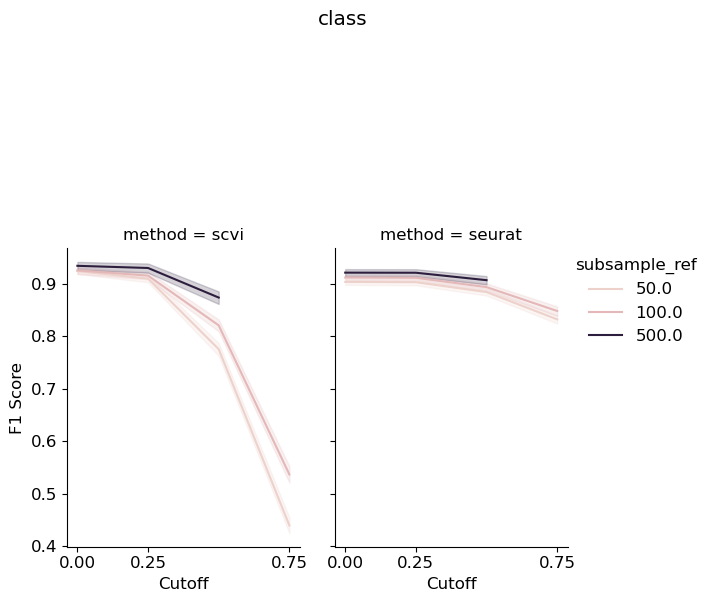 class
method = scvi
method = seurat
subsample_ref
50.0
100.0
500.0
F1 Score
0.9
0.8
0.7
0.6
0.5
0.4
0.00
0.25
0.75
Cutoff
0.00
0.25
0.75
Cutoff